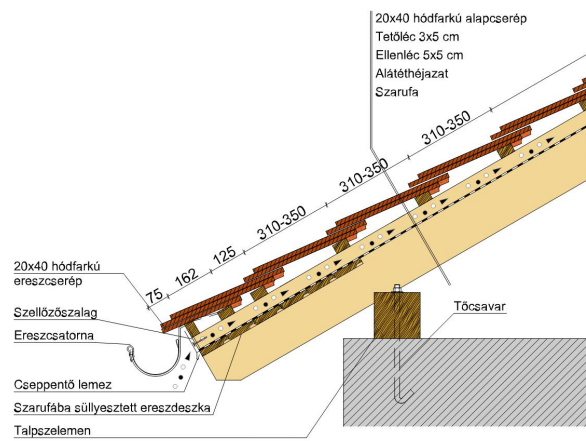 20x40 hódfarkú alapcserép
Tetőléc 3x5 cm
Ellenléc 5x5 cm
Alátéthéjazat
Szarufa
310-350
310-350
310-350
125
162
75
20x40 hódfarkú
ereszcserép
Szellőzőszalag
Ereszcsatorna
Tőcsavar
Cseppentő lemez
Szarufába süllyesztett ereszdeszka
Talpszelemen